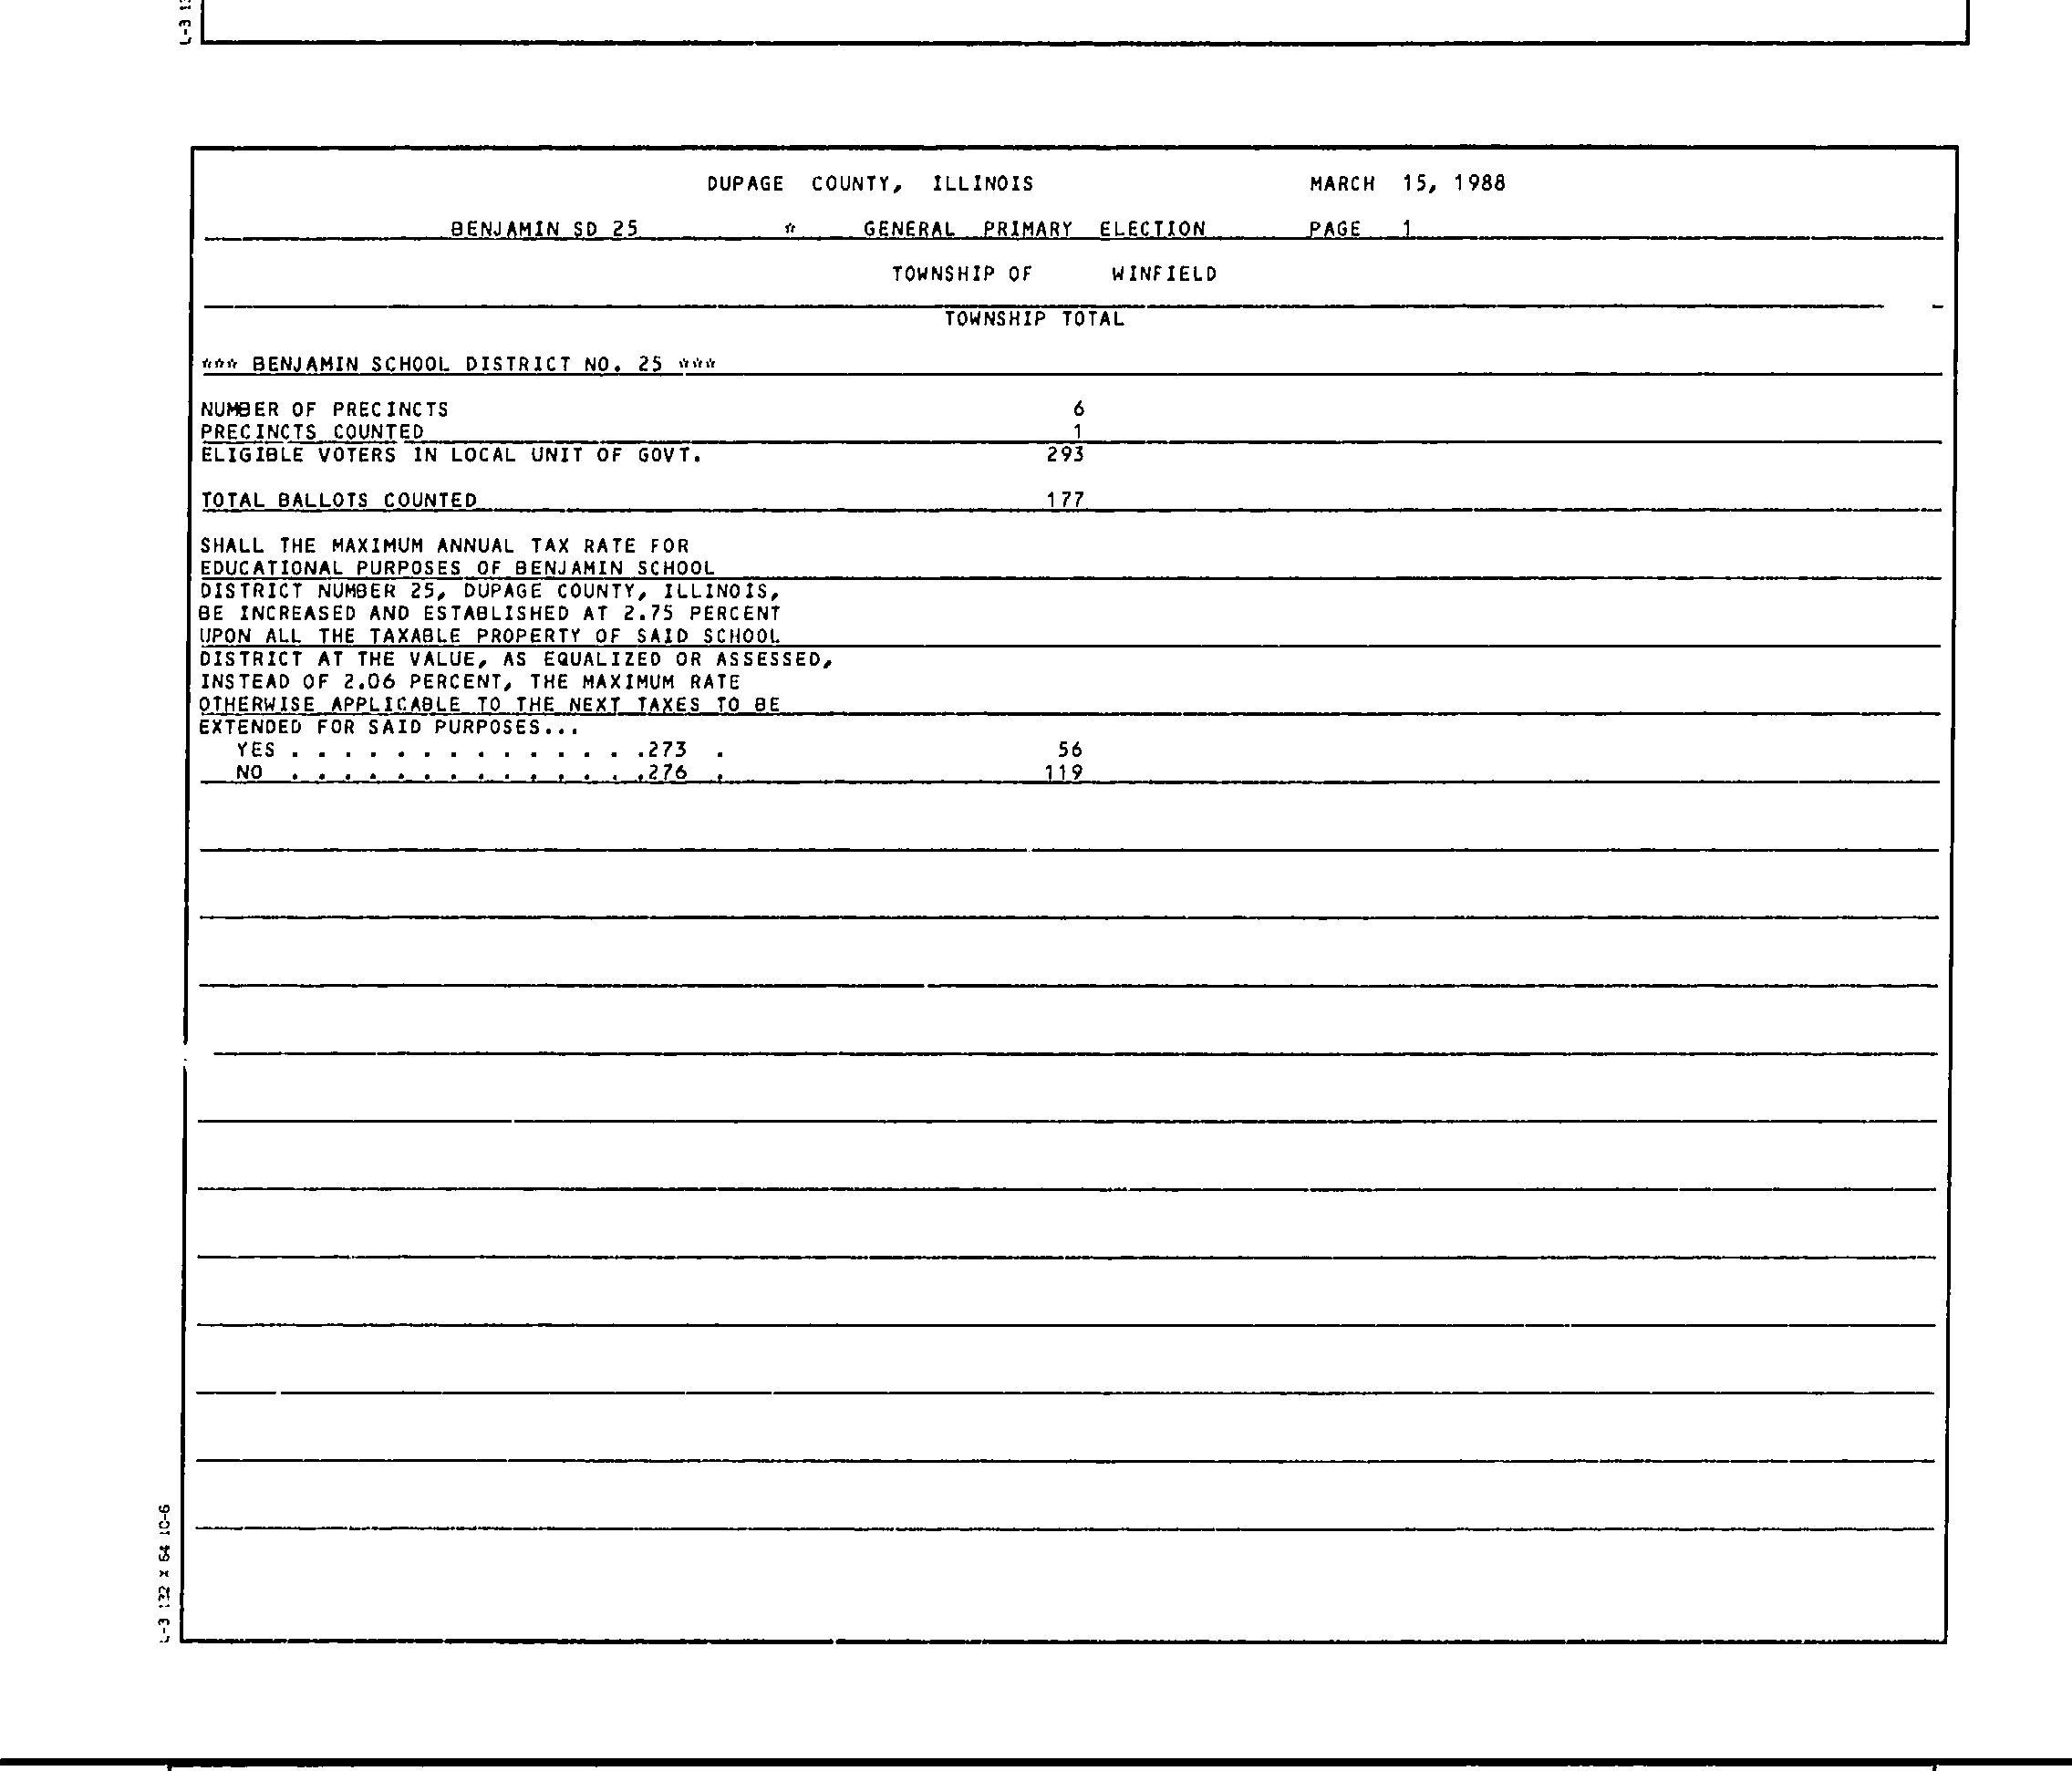 DUPAGE COUNTY, ILLINOIS MARCH 15, 1988
BENJAMIN SD 25 * GENERAL PRIMARY ELECTION PAGE 1
TOWNSHIP OF WINFIELD
TOWNSHIP TOTAL
*** BENJAMIN SCHOOL DISTRICT NO. 25 ***
NUMBER OF PRECINCTS 6
PRECINCTS COUNTED 1
ELIGIBLE VOTERS IN LOCAL UNIT OF GOVT. 293
TOTAL BALLOTS COUNTED 177
SHALL THE MAXIMUM ANNUAL TAX RATE FOR
EDUCATIONAL PURPOSES OF BENJAMIN SCHOOL
DISTRICT NUMBER 25, DUPAGE COUNTY, ILLINOIS,
BE INCREASED AND ESTABLISHED AT 2.75 PERCENT
UPON ALL THE TAXABLE PROPERTY OF SAID SCHOOL
DISTRICT AT THE VALUE, AS EQUALIZED OR ASSESSED,
INSTEAD OF 2.06 PERCENT, THE MAXIMUM RATE
OTHERWISE APPLICABLE TO THE NEXT TAXES TO BE
EXTENDED FOR SAID PURPOSES...
YES . . . . . . . . . . . . . .273 . 56
NO . . . . . . . . . . . . . .276 . 119
L-3 132 x 64 10-6